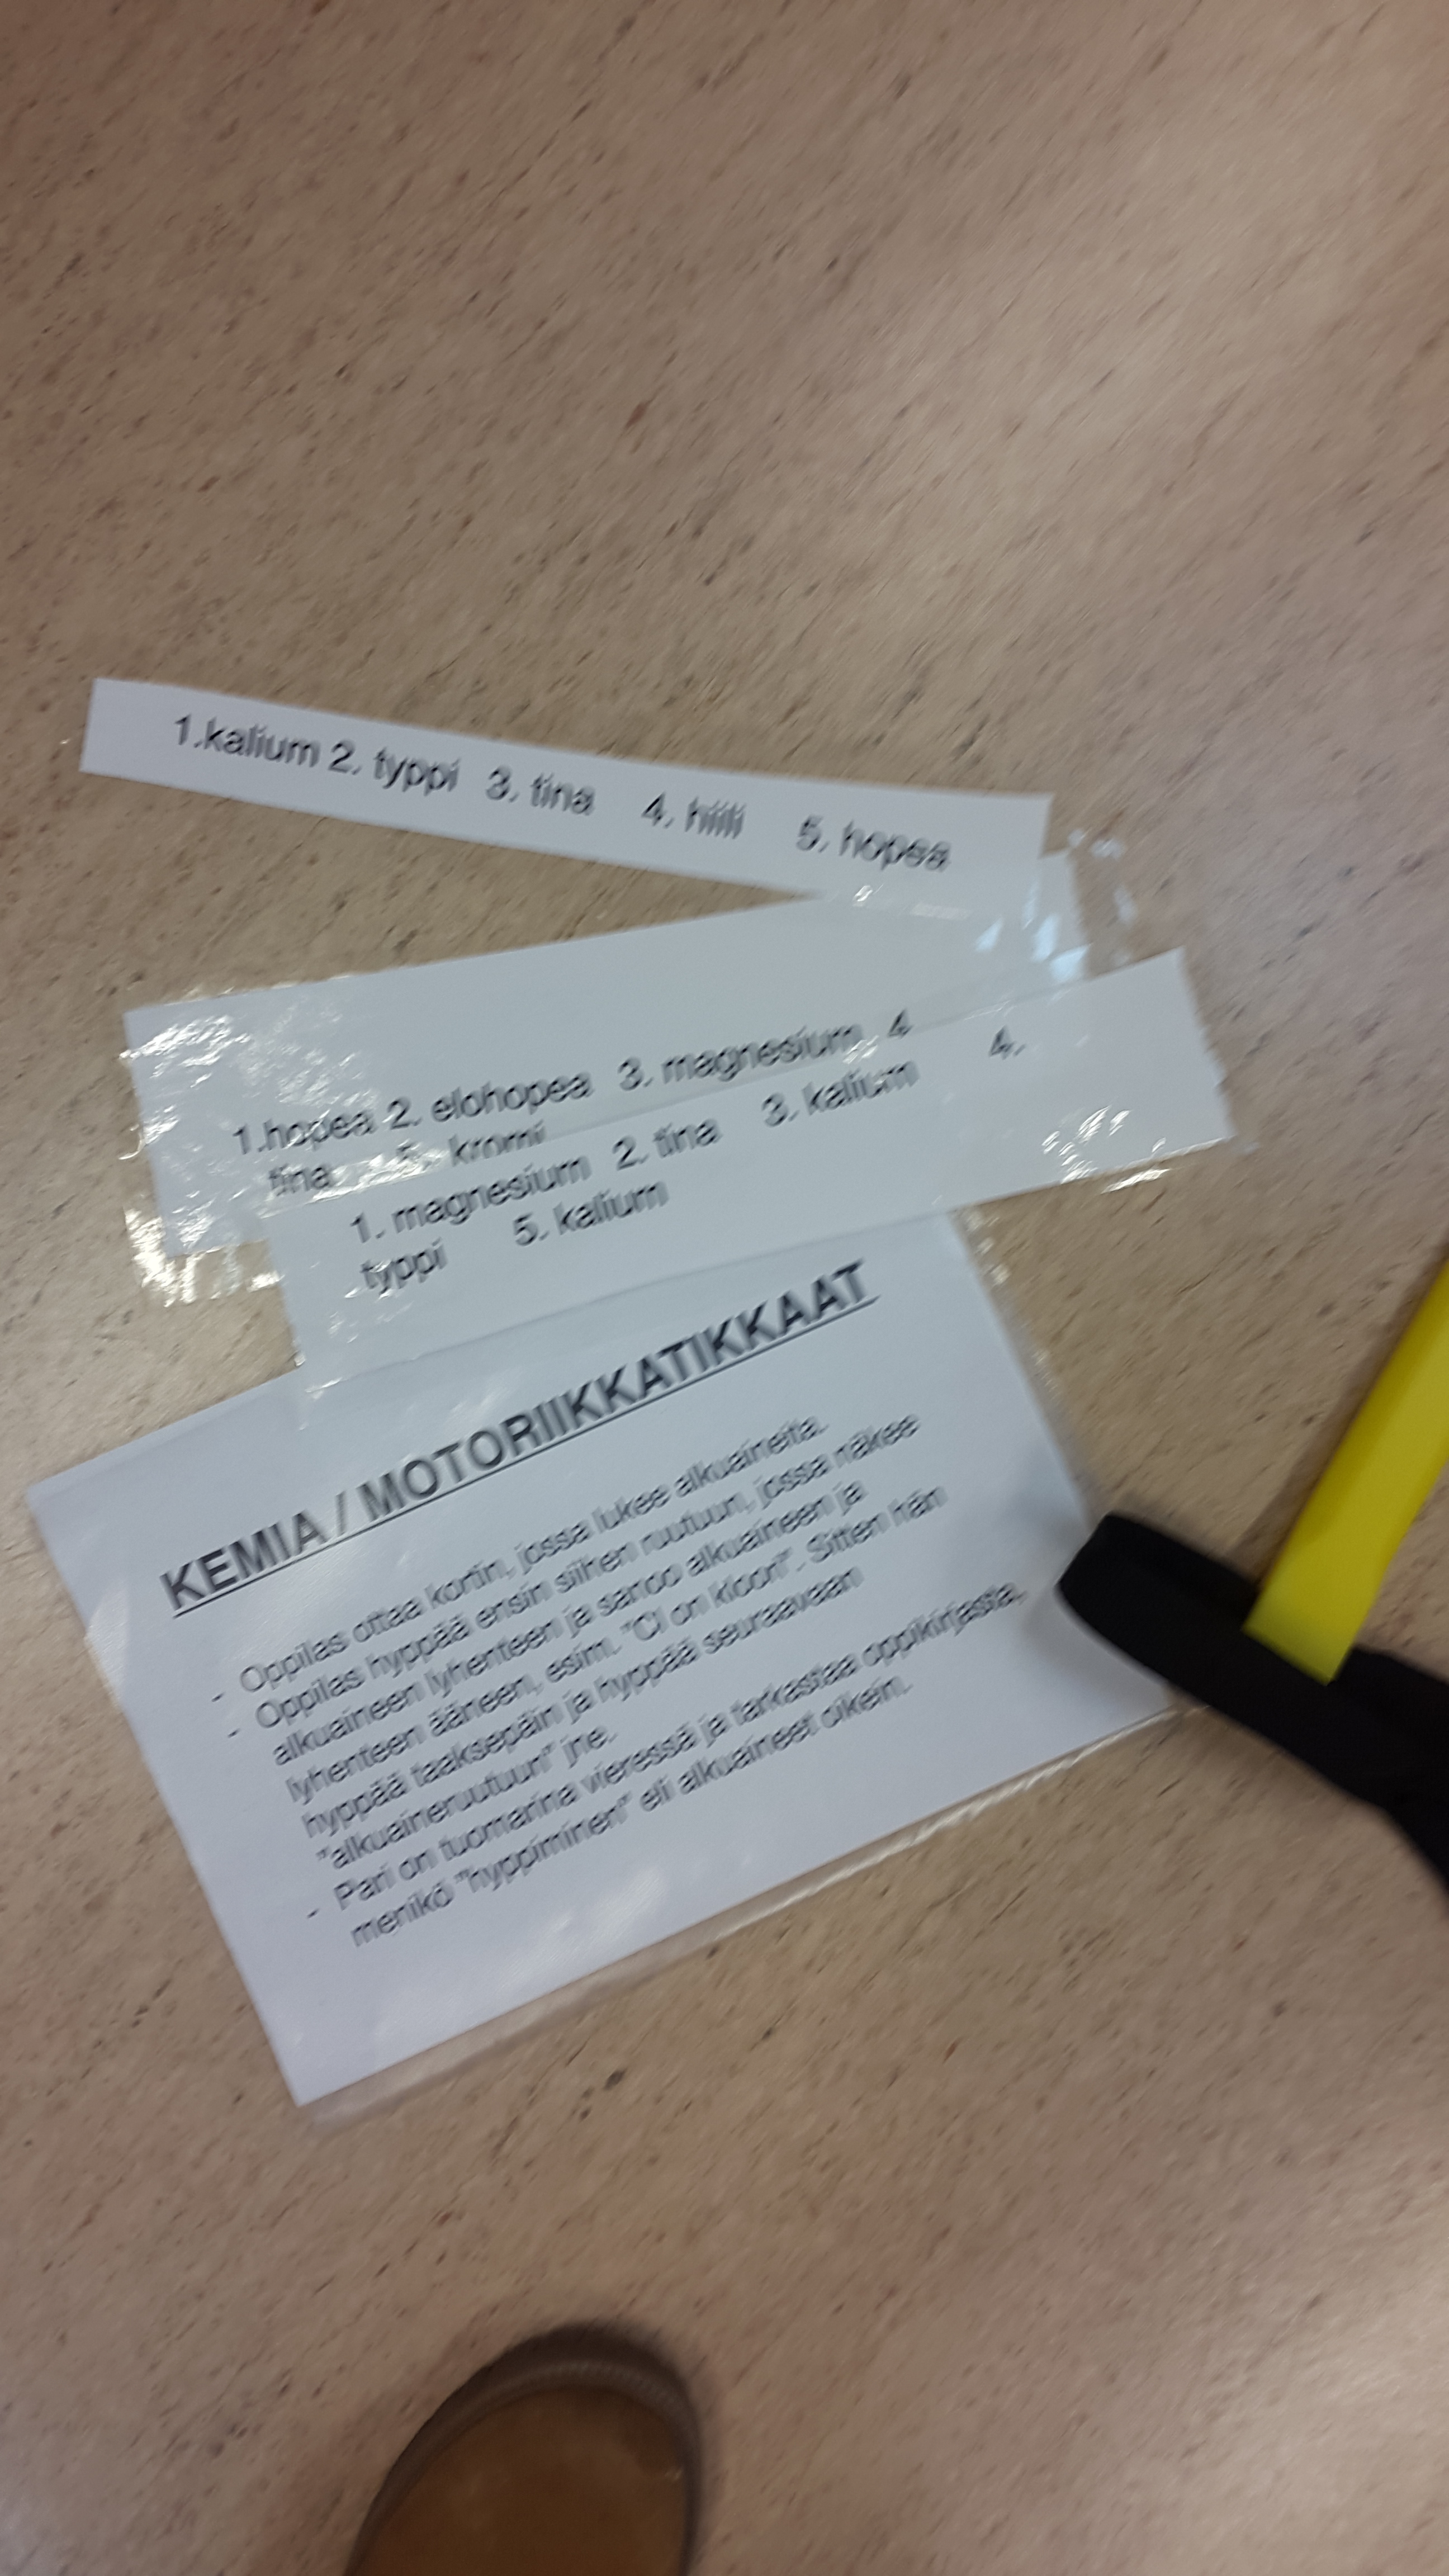 1.kalium 2. typpi 3. tina 4. hiili 5. hopea
1.hopea 2. elohopea 3. magnesium 4
tina 5. kromi
1. magnesium 2. tina 3. kalium 4.
typpi 5. kalium
KEMIA / MOTORIIKKATIKKAAT
- Oppilas ottaa kortin, jossa lukee alkuaineita.
- Oppilas hyppää ensin siihen ruutuun, jossa näkee
alkuaineen lyhenteen ja sanoo alkuaineen ja
lyhenteen ääneen, esim. "Cl on kloori". Sitten hän
hyppää taaksepäin ja hyppää seuraavaan
"alkuaineruutuun" jne.
- Pari on tuomarina vieressä ja tarkastaa oppikirjasta,
menikö "hyppiminen" eli alkuaineet oikein.